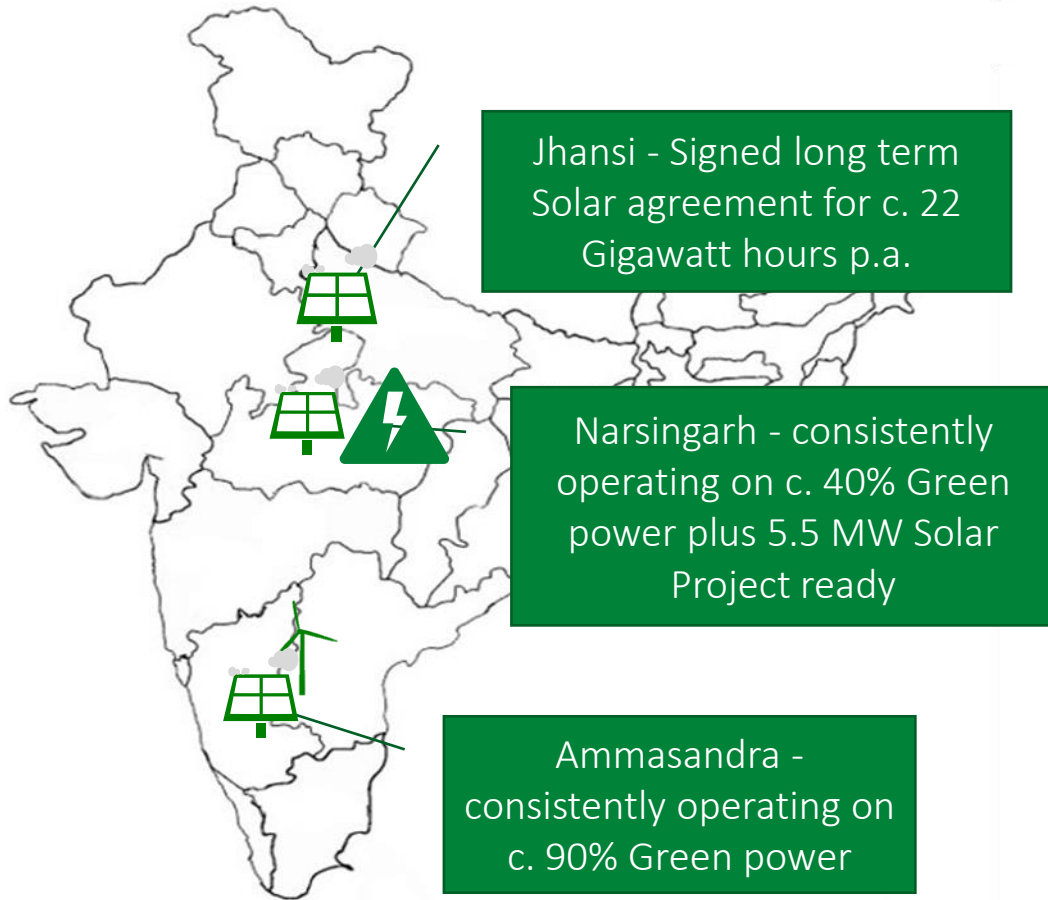 Jhansi - Signed long term
Solar agreement for c. 22
Gigawatt hours p.a.
Narsingarh - consistently
operating on c. 40% Green
power plus 5.5 MW Solar
Project ready
Ammasandra -
consistently operating on
c. 90% Green power